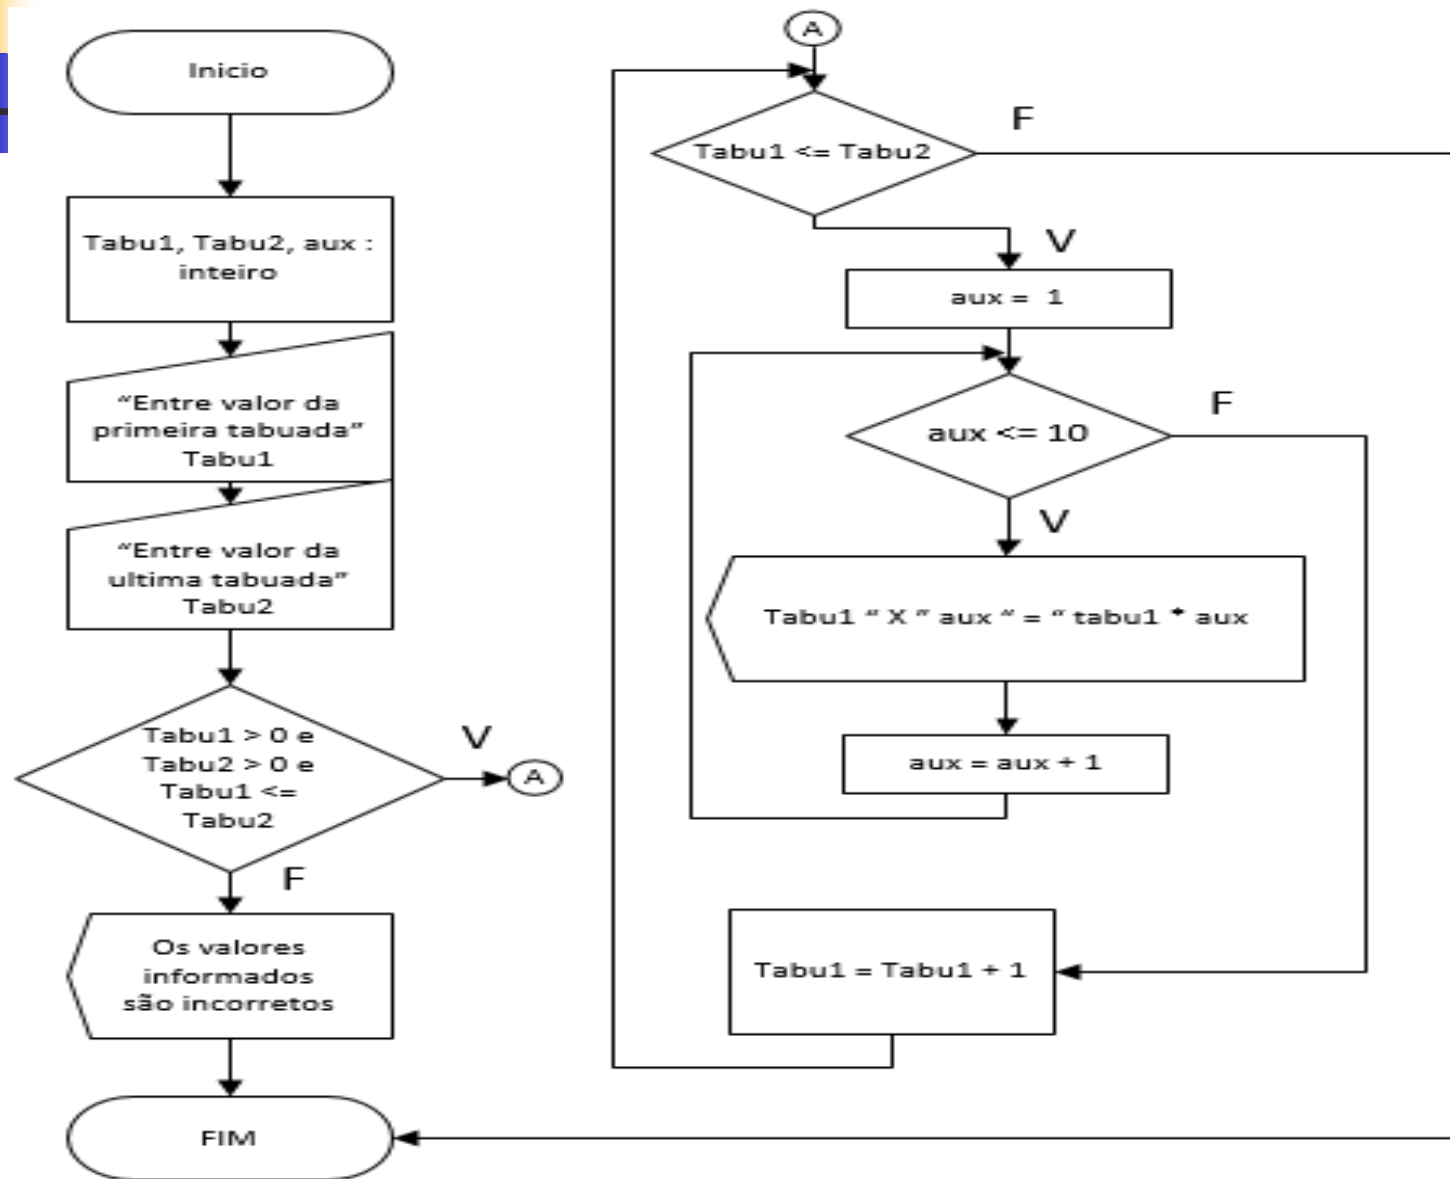 Inicio
Tabu1, Tabu2, aux :
inteiro
“Entre valor da
primeira tabuada”
Tabu1
“Entre valor da
ultima tabuada”
Tabu2
Tabu1 > 0 e
Tabu2 > 0 e
Tabu1 <=
Tabu2
V
A
F
Os valores
informados
são incorretos
FIM
A
Tabu1 <= Tabu2
F
V
aux = 1
aux <= 10
F
V
Tabu1 “ X ” aux “ = “ tabu1 * aux
aux = aux + 1
Tabu1 = Tabu1 + 1